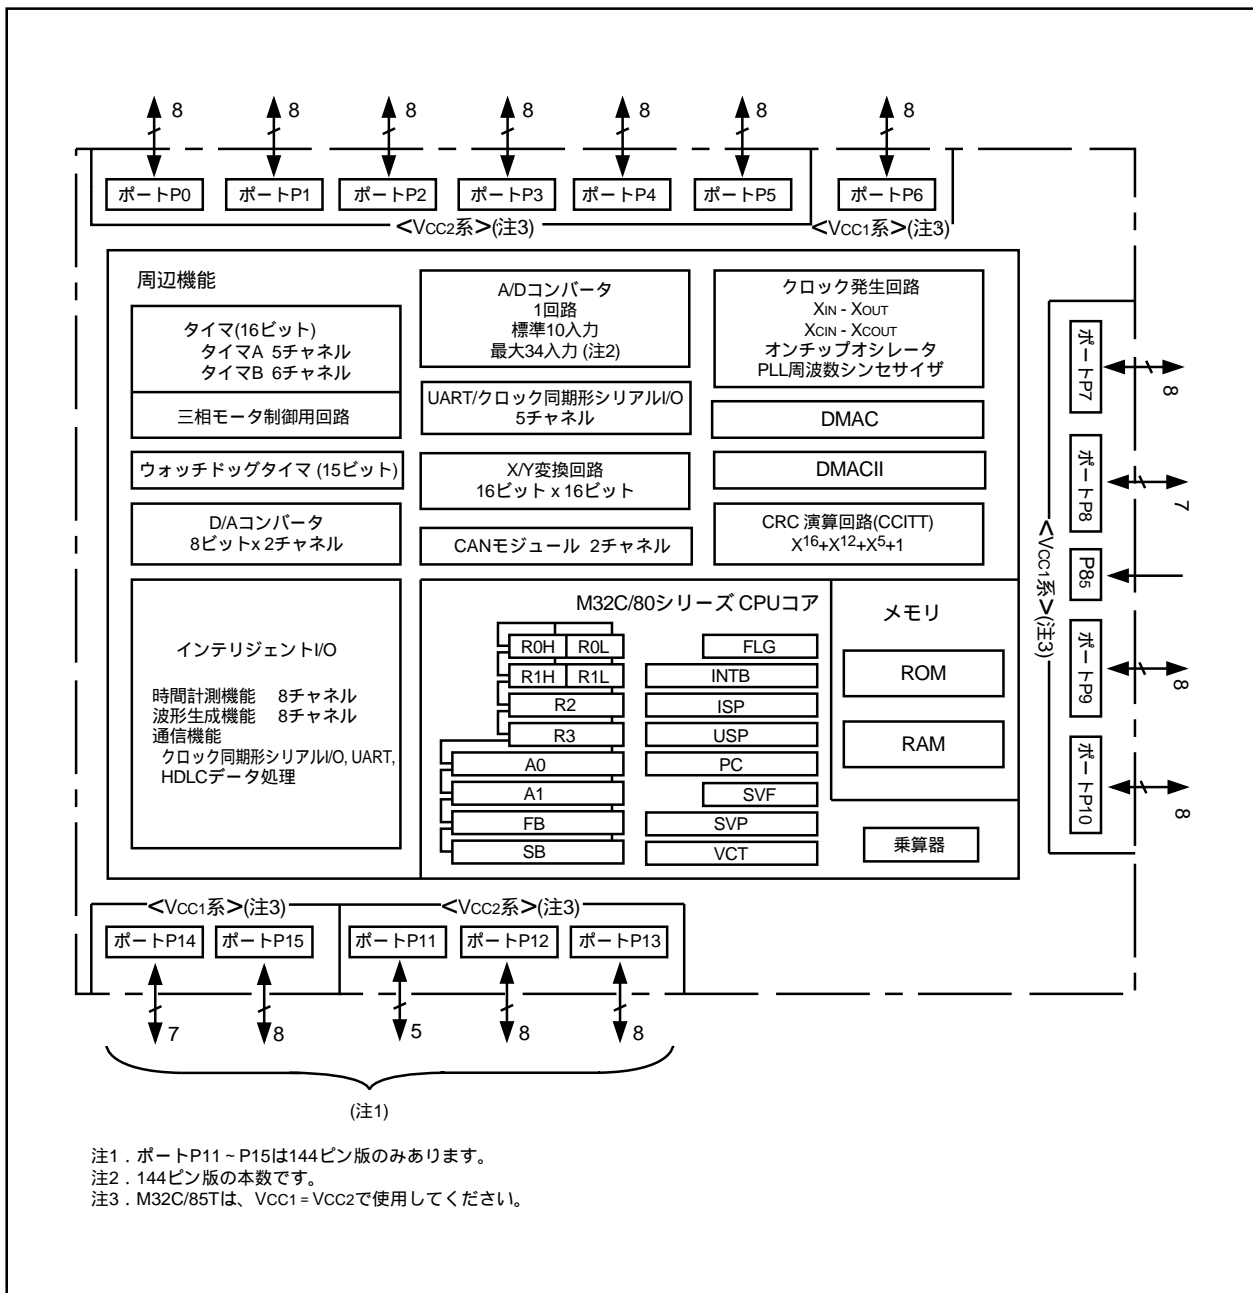 8 8 8 8 8 8 8
ポートP0 ポートP1 ポートP2 ポートP3 ポートP4 ポートP5 ポートP6
<VCC2系>(注3) <VCC1系>(注3)
周辺機能
タイマ(16ビット)
タイマA 5チャネル
タイマB 6チャネル
三相モータ制御用回路
ウォッチドッグタイマ (15ビット)
D/Aコンバータ
8ビットx 2チャネル
インテリジェントI/O
時間計測機能 8チャネル
波形生成機能 8チャネル
通信機能
クロック同期形シリアルI/O, UART,
HDLCデータ処理
A/Dコンバータ
1回路
標準10入力
最大34入力 (注2)
UART/クロック同期形シリアルI/O
5チャネル
X/Y変換回路
16ビット x 16ビット
CANモジュール 2チャネル
クロック発生回路
XIN - XOUT
XCIN - XCOUT
オンチップオシレータ
PLL周波数シンセサイザ
DMAC
DMACII
CRC 演算回路(CCITT)
X16+X12+X5+1
M32C/80シリーズ CPUコア
R0H R0L
R1H R1L
R2
R3
A0
A1
FB
SB
FLG
INTB
ISP
USP
PC
SVF
SVP
VCT
メモリ
ROM
RAM
乗算器
ポートP7 8
ポートP8 7
P85
ポートP9 8
ポートP10 8
<VCC1系>(注3)
<VCC1系>(注3) <VCC2系>(注3)
ポートP14 ポートP15 ポートP11 ポートP12 ポートP13
7 8 5 8 8
(注1)
注1．ポートP11 ~ P15は144ピン版のみあります。
注2．144ピン版の本数です。
注3．M32C/85Tは、VCC1 = VCC2で使用してください。